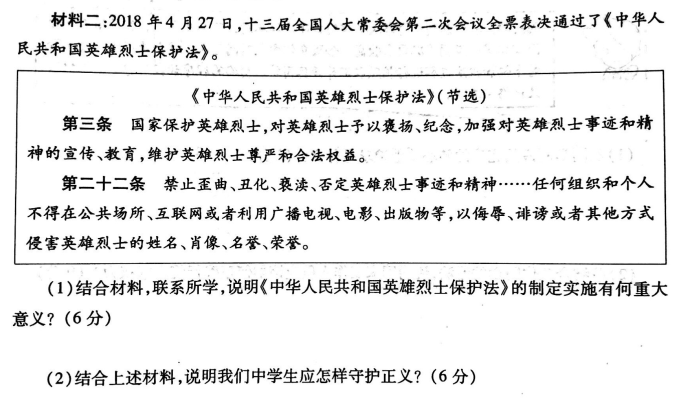 材料二:2018年4月27日,十三届全国人大常委会第二次会议全票表决通过了《中华人
民共和国英雄烈士保护法》。
《中华人民共和国英雄烈士保护法》(节选)
第三条 国家保护英雄烈士,对英雄烈士予以褒扬、纪念,加强对英雄烈士事迹和精
神的宣传、教育,维护英雄烈士尊严和合法权益。
第二十二条 禁止歪曲、丑化、亵渎、否定英雄烈士事迹和精神……任何组织和个人
不得在公共场所、互联网或者利用广播电视、电影、出版物等,以侮辱、诽谤或者其他方式
侵害英雄烈士的姓名、肖像、名誉、荣誉。
(1)结合材料,联系所学,说明《中华人民共和国英雄烈士保护法》的制定实施有何重大
意义?(6分)
(2)结合上述材料,说明我们中学生应怎样守护正义?(6分)